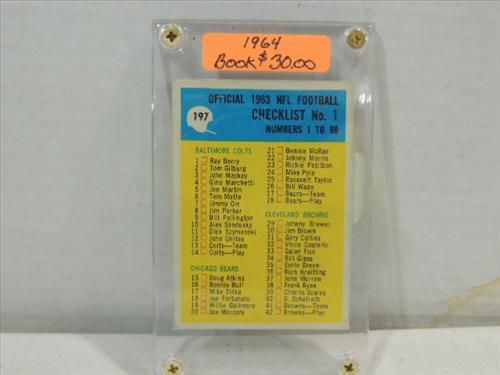 1964
Book $30.00
OFFICIAL 1963 NFL FOOTBALL
197
CHECKLIST No. 1
NUMBERS 1 TO 98
BALTIMORE COLTS
1 Ray Berry
2 Tom Gilburg
3 John Mackey
4 Gino Marchetti
5 Jim Martin
6 Tom Matte
7 Jimmy Orr
8 Jim Parker
9 Bill Pellington
10 Alex Sandusky
11 Dick Szymanski
12 John Unitas
13 Colts—Team
14 Colts—Play
CHICAGO BEARS
15 Doug Atkins
16 Ronnie Bull
17 Mike Ditka
18 Joe Fortunato
19 Willie Galimore
20 Joe Marconi
21 Bennie McRae
22 Johnny Morris
23 Richie Petitbon
24 Mike Pyle
25 Roosvelt Taylor
26 Bill Wade
27 Bears—Team
28 Bears—Play
CLEVELAND BROWNS
29 Johnny Brewer
30 Jim Brown
31 Gary Collins
32 Vince Costello
33 Galen Fiss
34 Bill Glass
35 Ernie Green
36 Rich Kreitling
37 John Morrow
38 Frank Ryan
39 Charlie Scales
40 D. Schafrath
41 Browns—Team
42 Browns—Play